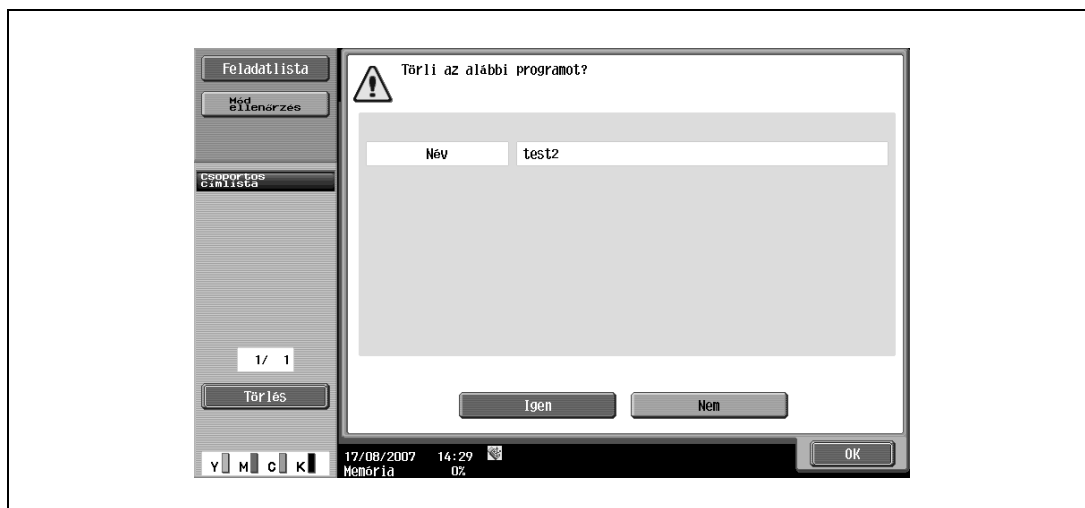 Feladatlista
Mód
ellenőrzés
Csoportos
címlista
1/ 1
Törlés
Y M C K
Törli az alábbi programot?
Név test2
Igen Nem
17/08/2007 14:29
Memória 0%
OK